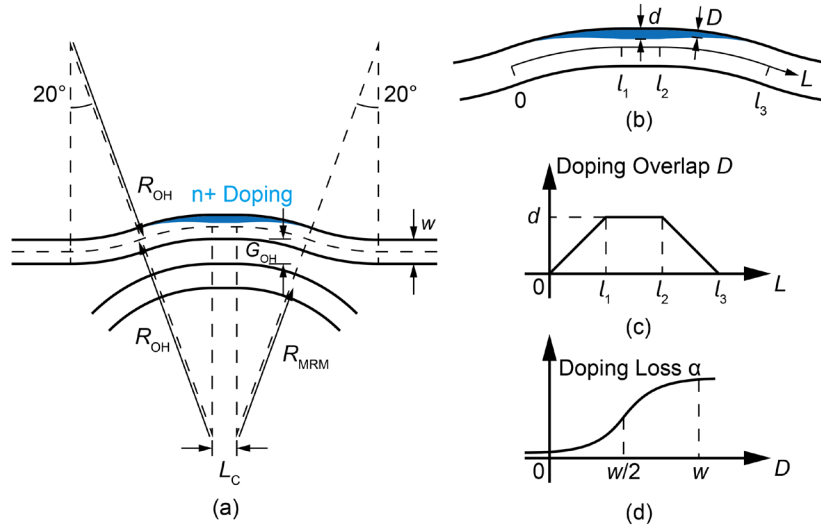 20°
20°
R_OH
n+ Doping
w
G_OH
R_OH
R_MRM
L_C
(a)
d
D
0
l_1
l_2
l_3
L
(b)
Doping Overlap D
d
0
l_1
l_2
l_3
L
(c)
Doping Loss α
0
w/2
w
D
(d)